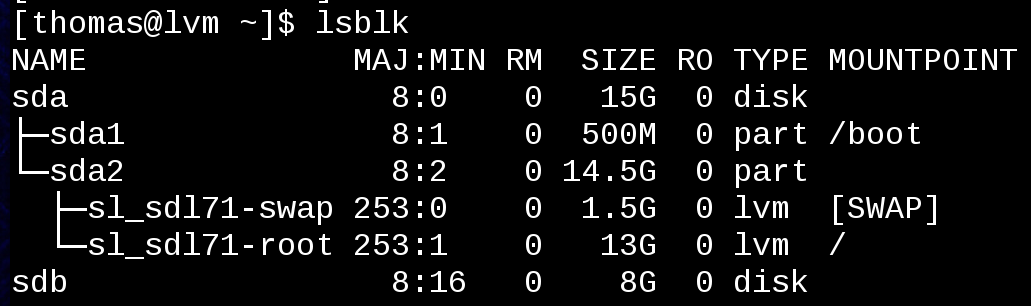 [thomas@lvm ~]$ lsblk
NAME              MAJ:MIN RM  SIZE RO TYPE MOUNTPOINT
sda                 8:0    0   15G  0 disk
├─sda1              8:1    0  500M  0 part /boot
└─sda2              8:2    0 14.5G  0 part
  ├─sl_sdl71-swap 253:0    0  1.5G  0 lvm  [SWAP]
  └─sl_sdl71-root 253:1    0   13G  0 lvm  /
sdb                 8:16   0    8G  0 disk